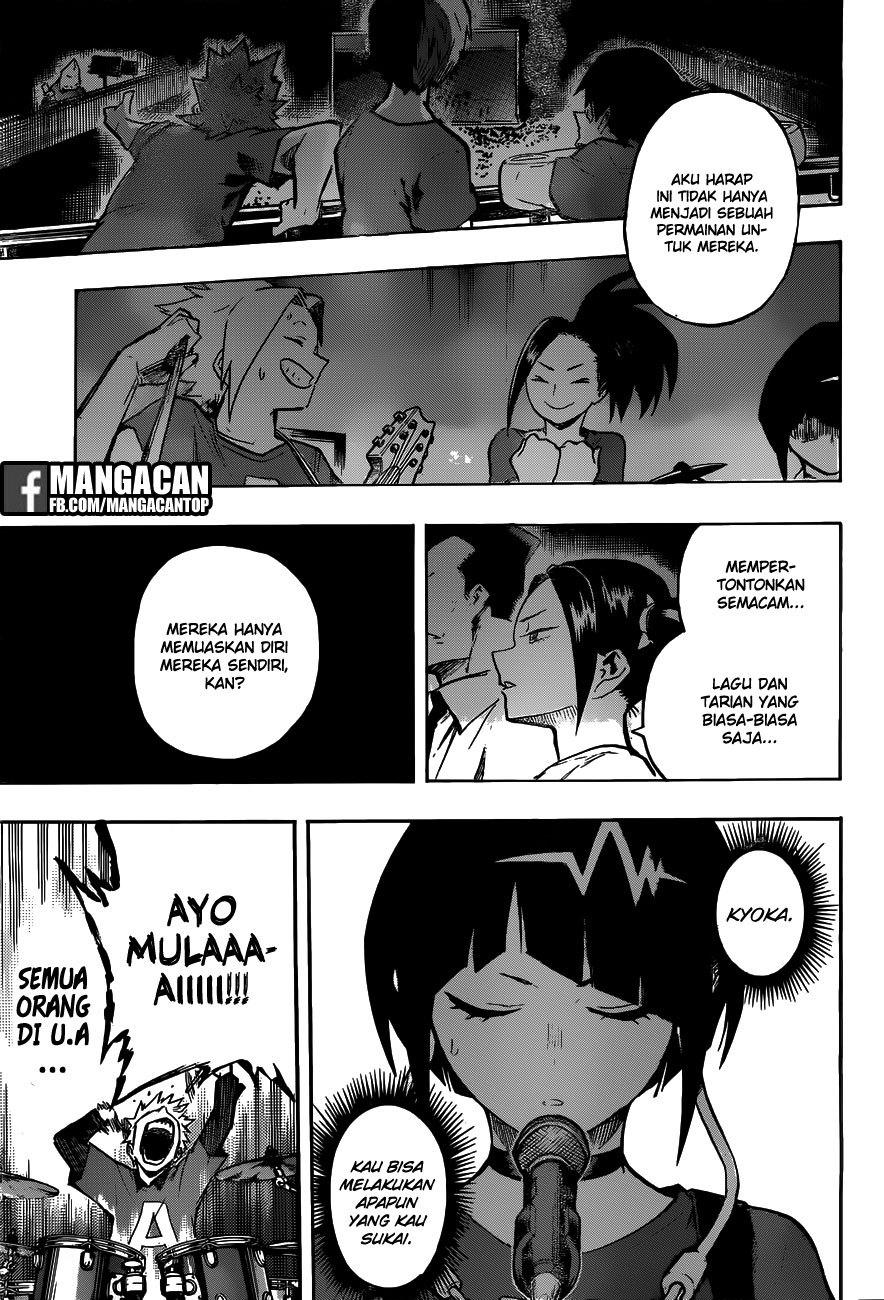 AKU HARAP
INI TIDAK HANYA
MENJADI SEBUAH
PERMAINAN UN-
TUK MEREKA.
f MANGACAN
FB.COM/MANGACANTOP
MEMPER-
TONTONKAN
SEMACAM...
LAGU DAN
TARIAN YANG
BIASA-BIASA
SAJA...
MEREKA HANYA
MEMUASKAN DIRI
MEREKA SENDIRI,
KAN?
KYOKA.
KAU BISA
MELAKUKAN
APAPUN
YANG KAU
SUKAI.
AYO
MULAAA-
AIIIII!!!
SEMUA
ORANG
DI U.A
...
A